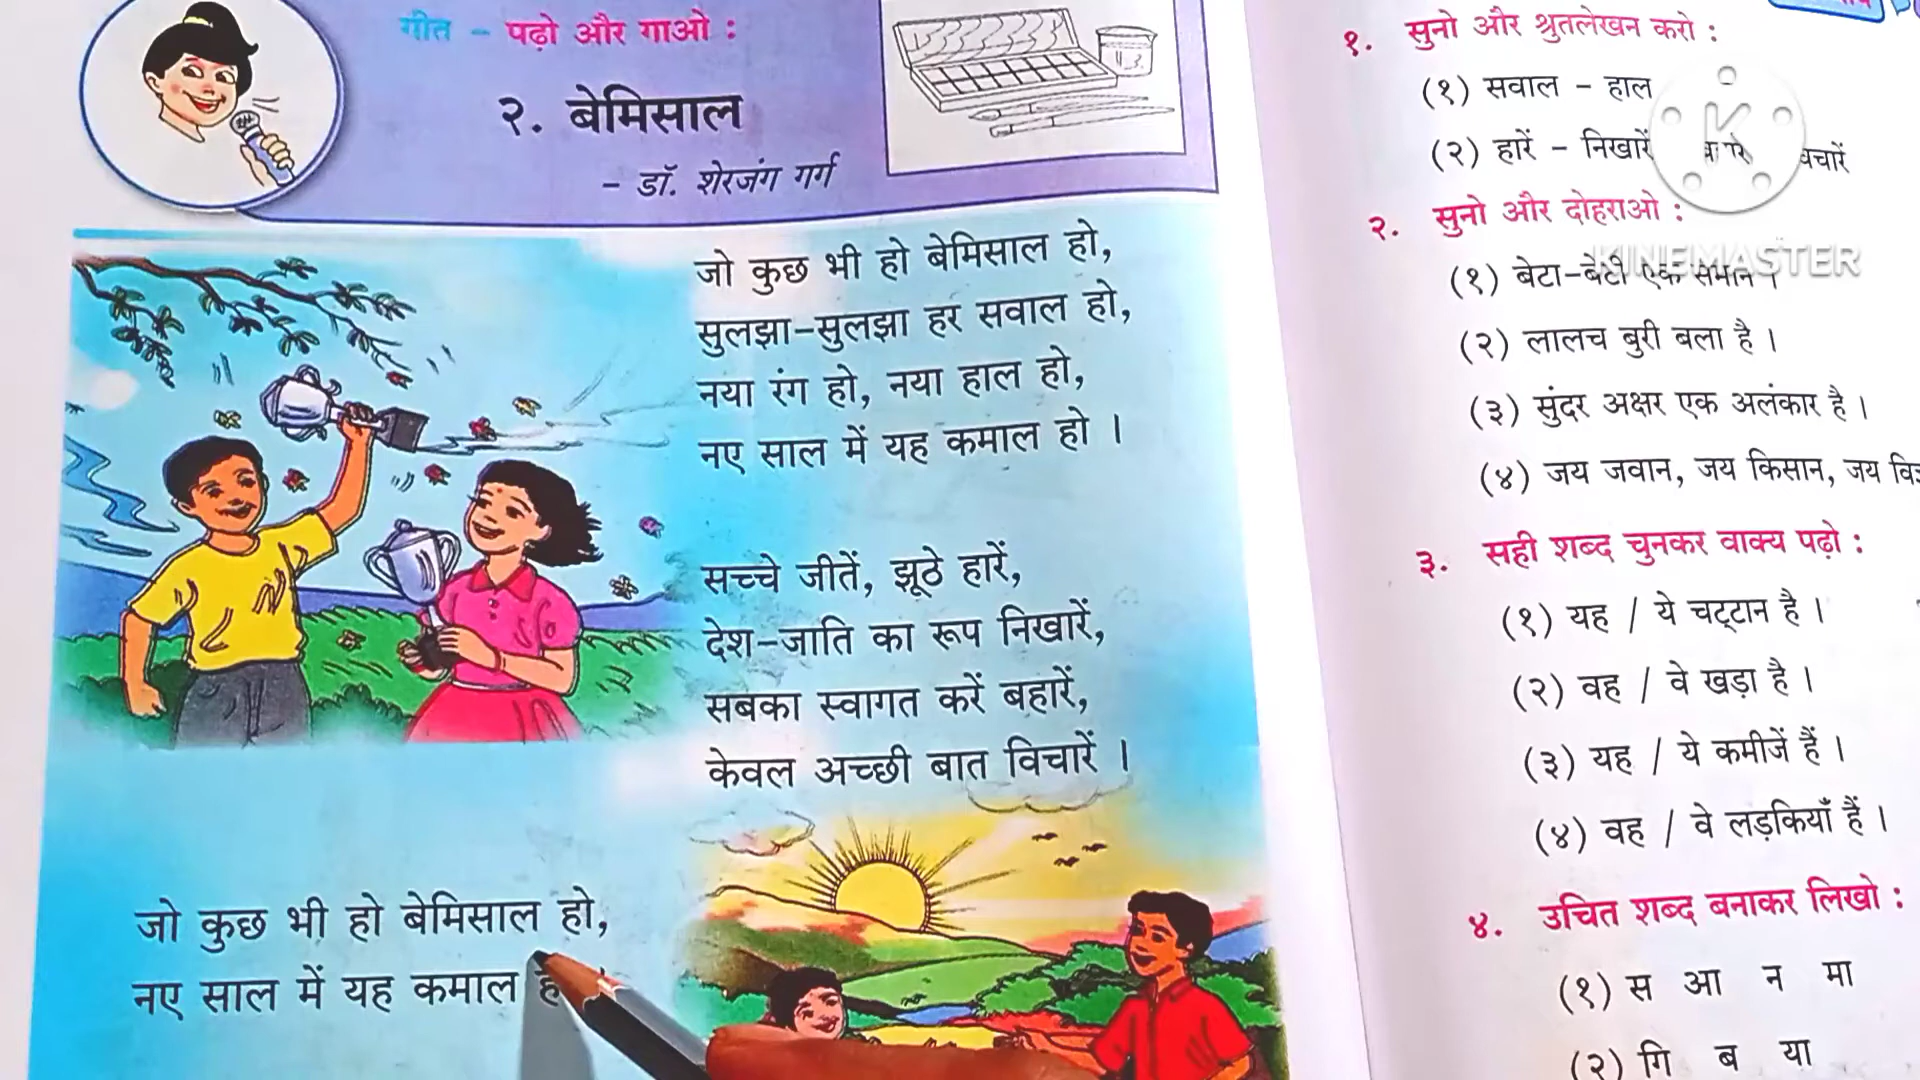 गीत - पढ़ो और गाओ :
२. बेमिसाल
- डॉ. शेरजंग गर्ग
जो कुछ भी हो बेमिसाल हो,
सुलझा-सुलझा हर सवाल हो,
नया रंग हो, नया हाल हो,
नए साल में यह कमाल हो ।
सच्चे जीतें, झूठे हारें,
देश-जाति का रूप निखारें,
सबका स्वागत करें बहारें,
केवल अच्छी बात विचारें ।
जो कुछ भी हो बेमिसाल हो,
नए साल में यह कमाल
१. सुनो और श्रुतलेखन करो :
(१) सवाल - हाल
(२) हारें - निखारें
२. सुनो और दोहराओ :
(१) बेटा-बेटी एक समान ।
(२) लालच बुरी बला है ।
(३) सुंदर अक्षर एक अलंकार है ।
(४) जय जवान, जय किसान, जय
३. सही शब्द चुनकर वाक्य पढ़ो :
(१) यह / ये चट्टान है ।
(२) वह / वे खड़ा है ।
(३) यह / ये कमीजें हैं ।
(४) वह / वे लड़कियाँ हैं ।
४. उचित शब्द बनाकर लिखो :
(१) स आ न मा
(२) गि ब या
K
KINEMASTER